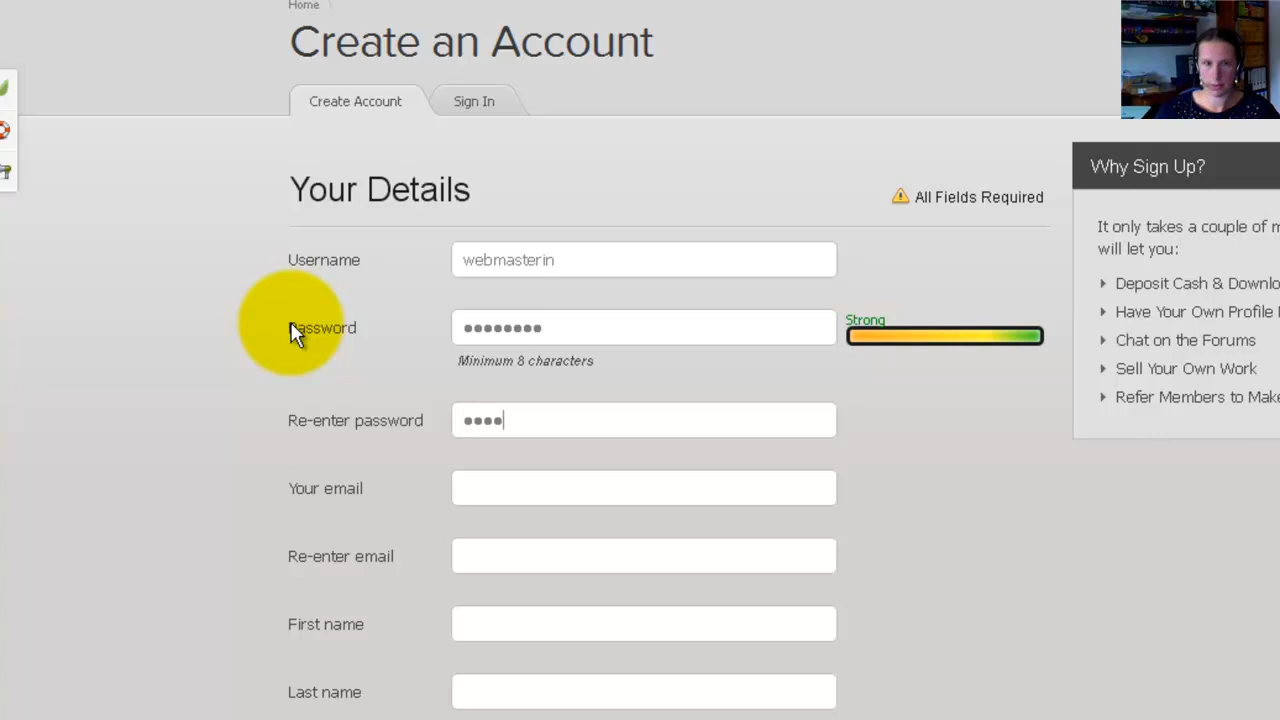 Home
Create an Account
Create Account
Sign In
Why Sign Up?
Your Details
All Fields Required
It only takes a couple of
will let you:
Username
webmasterin
Deposit Cash &
Have Your Own Profile
Password
Strong
Chat on the Forums
Minimum 8 characters
Sell Your Own Work
Refer Members to
Re-enter password
Your email
Re-enter email
First name
Last name